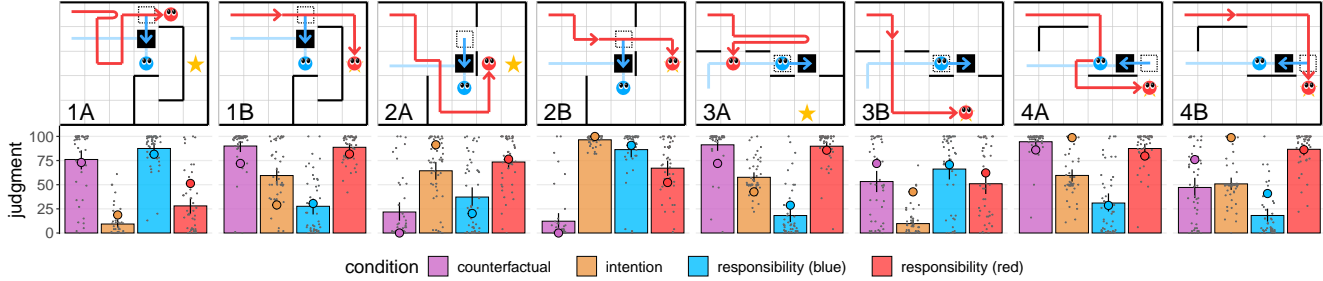 1A 1B 2A 2B 3A 3B 4A 4B
100
75
50
25
0
judgment
condition counterfactual intention responsibility (blue) responsibility (red)